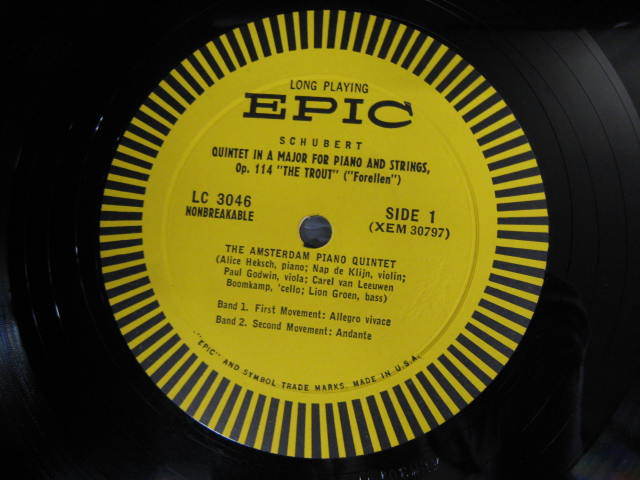 LONG PLAYING
EPIC
SCHUBERT
QUINTET IN A MAJOR FOR PIANO AND STRINGS,
Op. 114 "THE TROUT" ("Forellen")
LC 3046
NONBREAKABLE
SIDE 1
(XEM 30797)
THE AMSTERDAM PIANO QUINTET
(Alice Heksch, piano; Nap de Klijn, violin;
Paul Godwin, viola; Carel van Leeuwen
Boomkamp, 'cello; Lion Groen, bass)
Band 1. First Movement: Allegro vivace
Band 2. Second Movement: Andante
"EPIC" AND SYMBOL TRADE MARKS. MADE IN U.S.A.